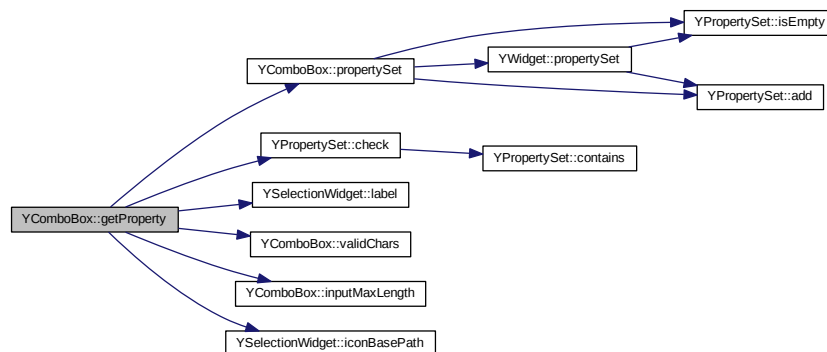 YPropertySet::isEmpty
YWidget::propertySet
YComboBox::propertySet
YPropertySet::add
YPropertySet::check
YPropertySet::contains
YSelectionWidget::label
YComboBox::getProperty
YComboBox::validChars
YComboBox::inputMaxLength
YSelectionWidget::iconBasePath